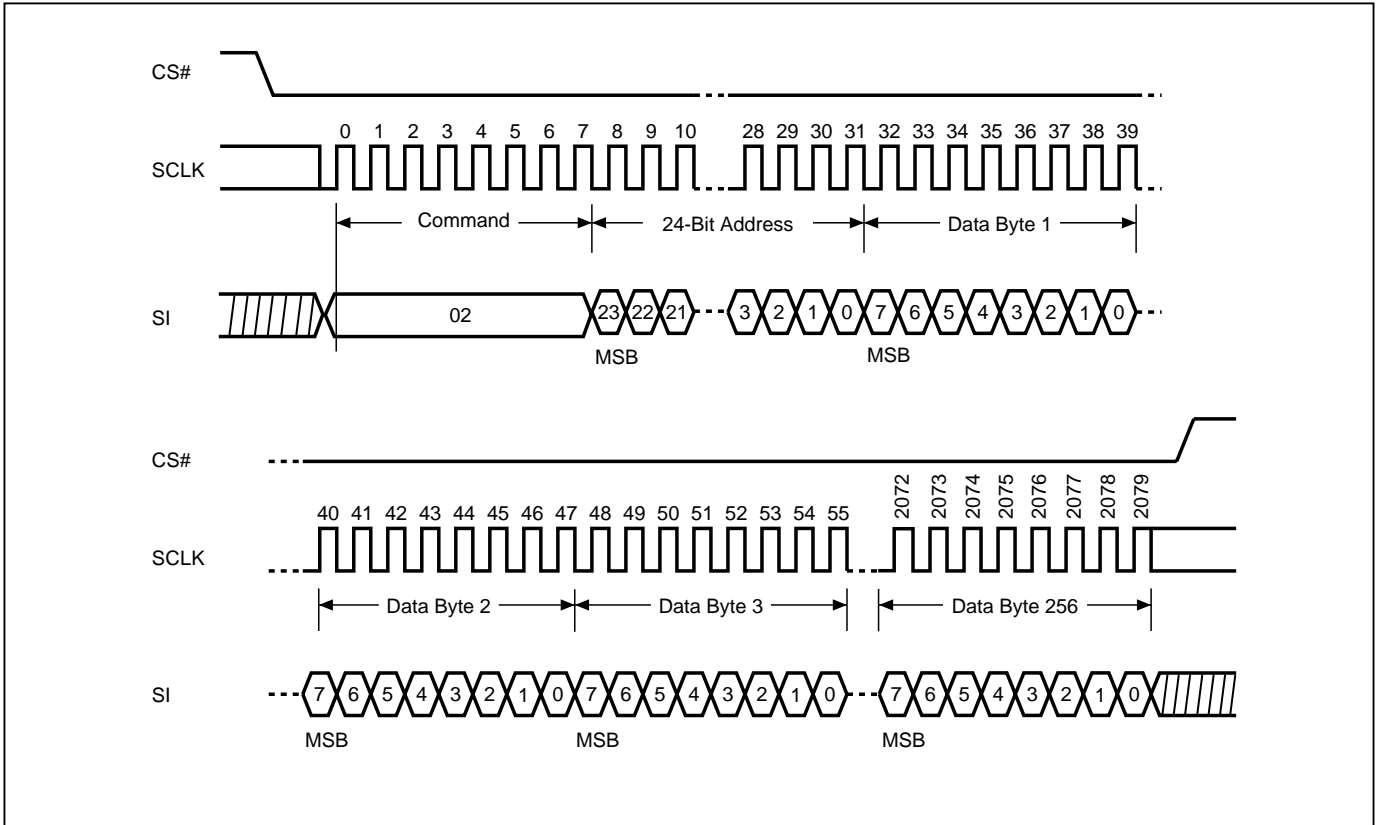 CS#
0 1 2 3 4 5 6 7 8 9 10 28 29 30 31 32 33 34 35 36 37 38 39
SCLK
Command 24-Bit Address Data Byte 1
SI 02 23 22 21 3 2 1 0 7 6 5 4 3 2 1 0
MSB MSB
CS#
40 41 42 43 44 45 46 47 48 49 50 51 52 53 54 55 2072 2073 2074 2075 2076 2077 2078 2079
SCLK
Data Byte 2 Data Byte 3 Data Byte 256
SI 7 6 5 4 3 2 1 0 7 6 5 4 3 2 1 0 7 6 5 4 3 2 1 0
MSB MSB MSB